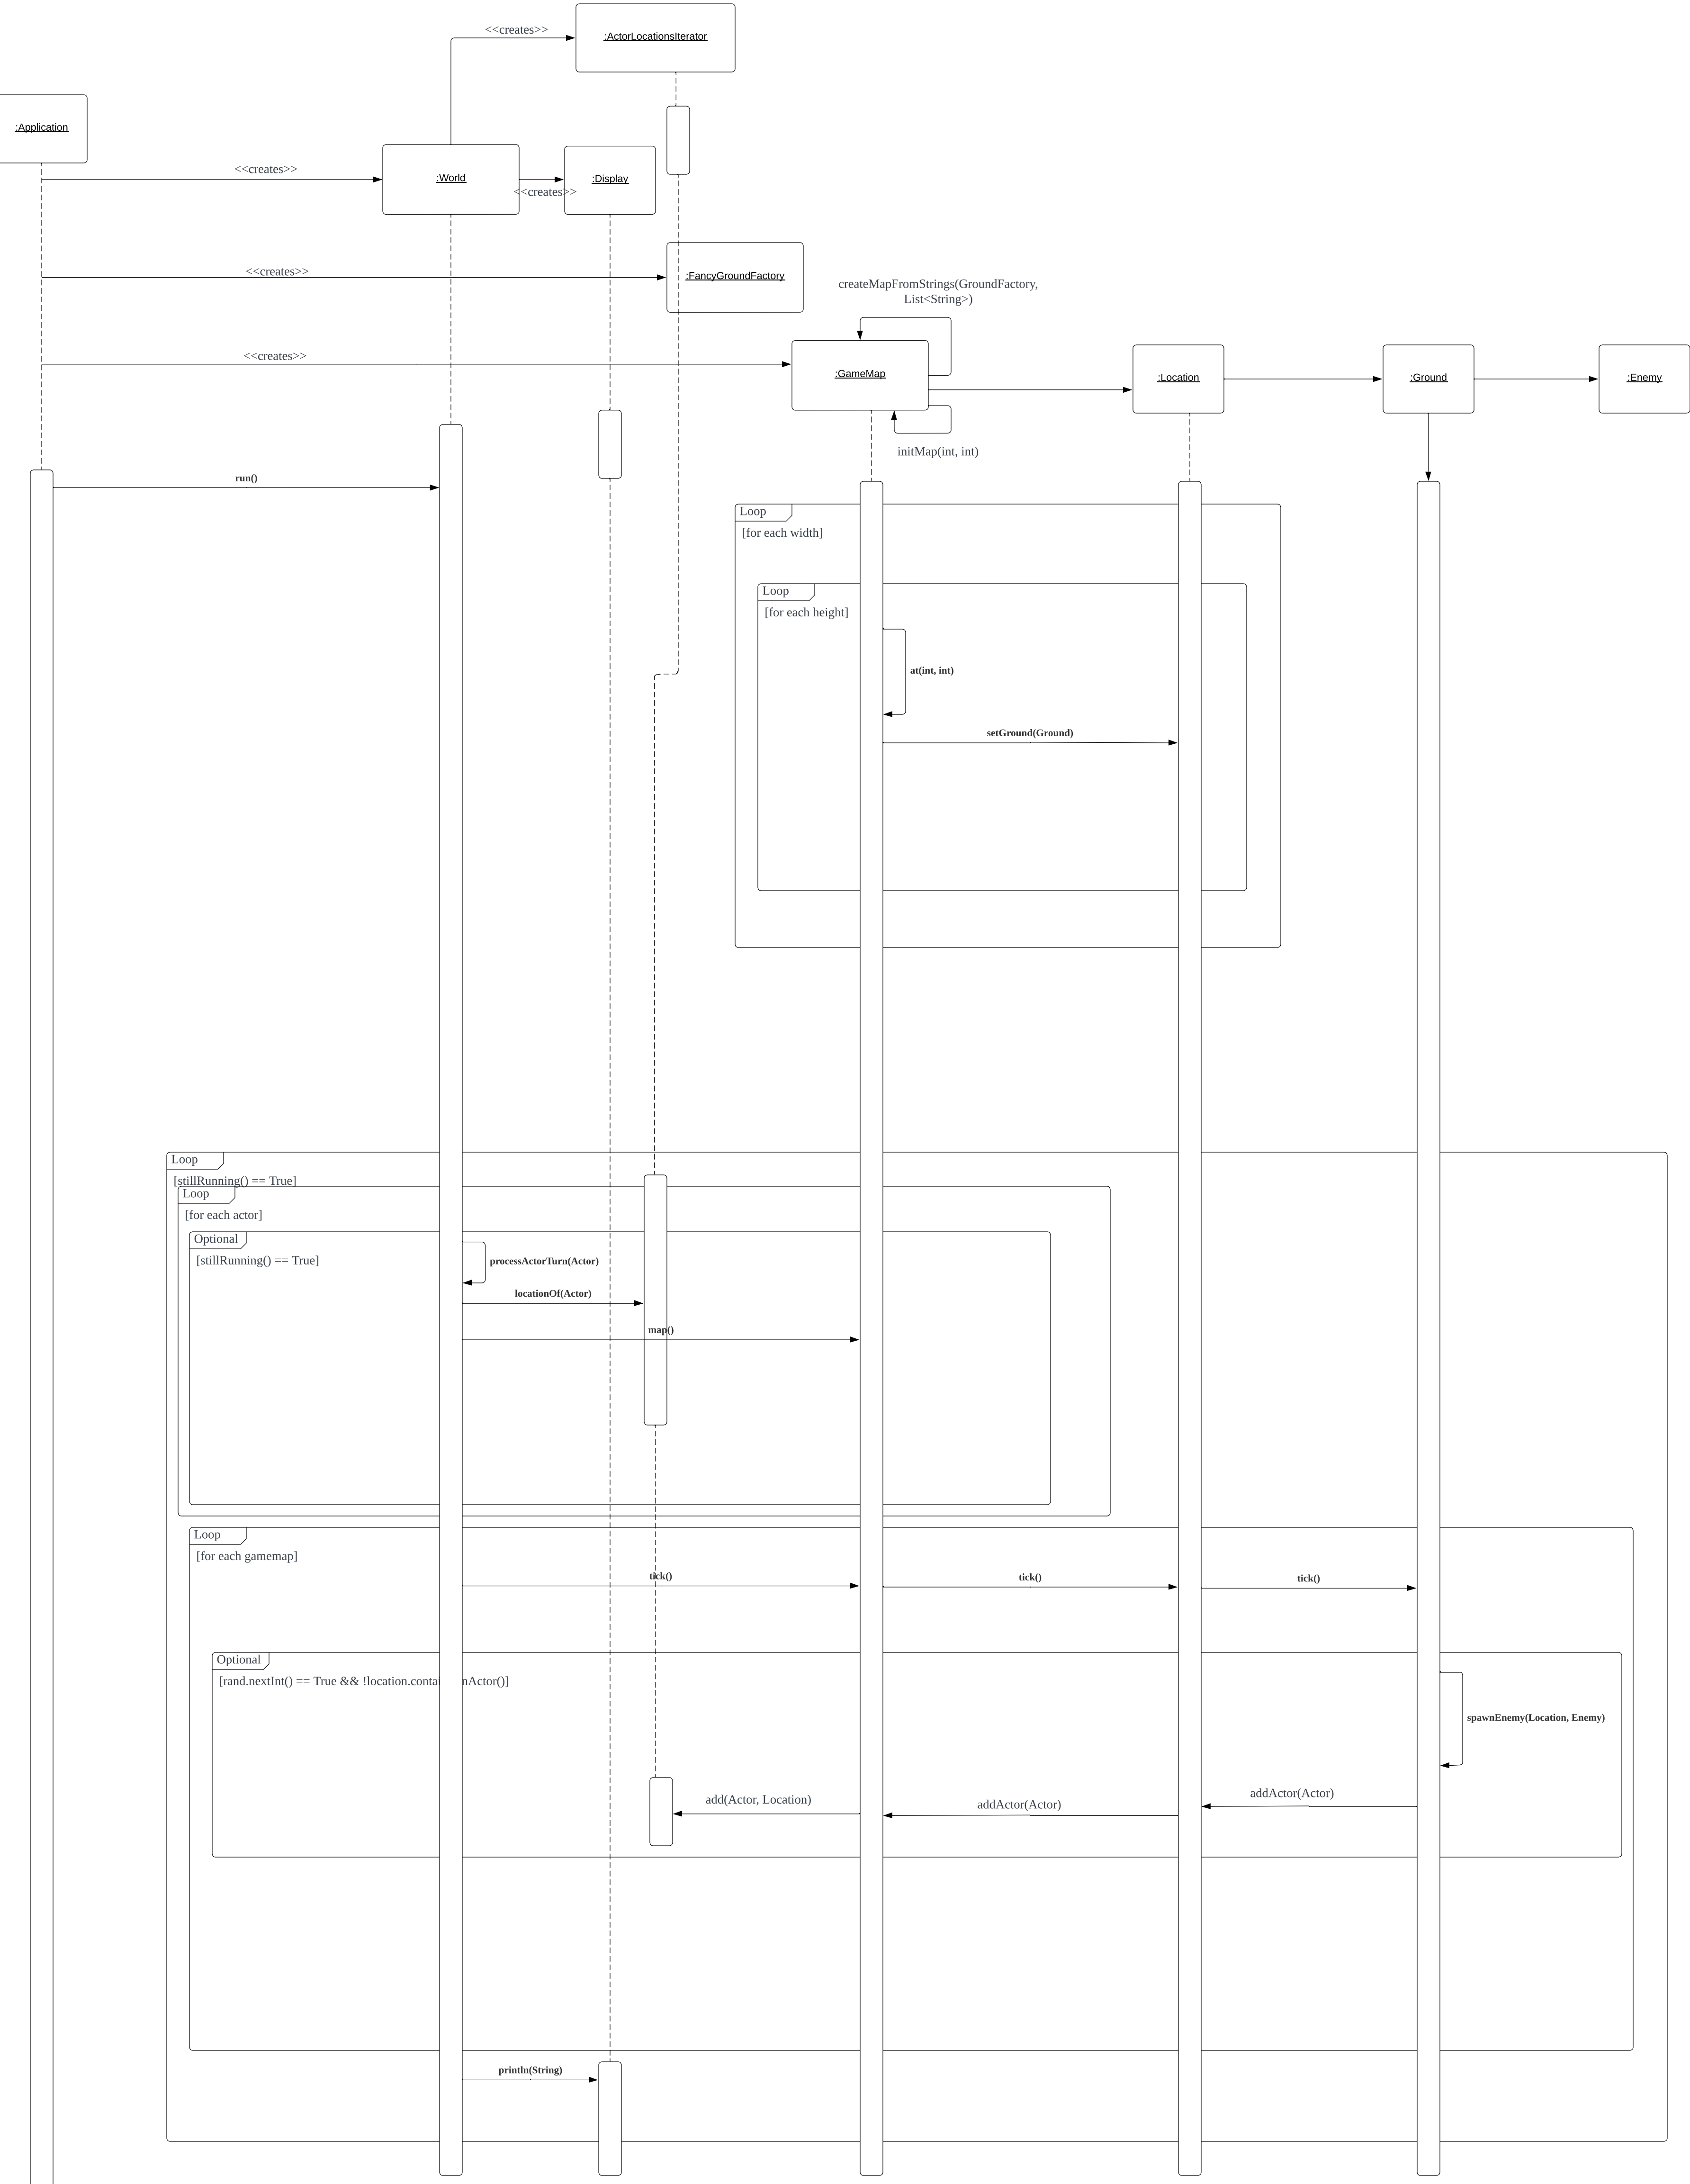 <<creates>>
:ActorLocationsIterator
:Application
<<creates>>
:World
:Display
<<creates>>
<<creates>>
:FancyGroundFactory
createMapFromStrings(GroundFactory,
List<String>)
<<creates>>
:GameMap
:Location
:Ground
:Enemy
initMap(int, int)
run()
Loop
[for each width]
Loop
[for each height]
at(int, int)
setGround(Ground)
Loop
[stillRunning() == True]
Loop
[for each actor]
Optional
[stillRunning() == True]
processActorTurn(Actor)
locationOf(Actor)
map()
Loop
[for each gamemap]
tick()
tick()
tick()
Optional
[rand.nextInt() == True && !location.contai nActor()]
spawnEnemy(Location, Enemy)
addActor(Actor)
add(Actor, Location)
addActor(Actor)
println(String)